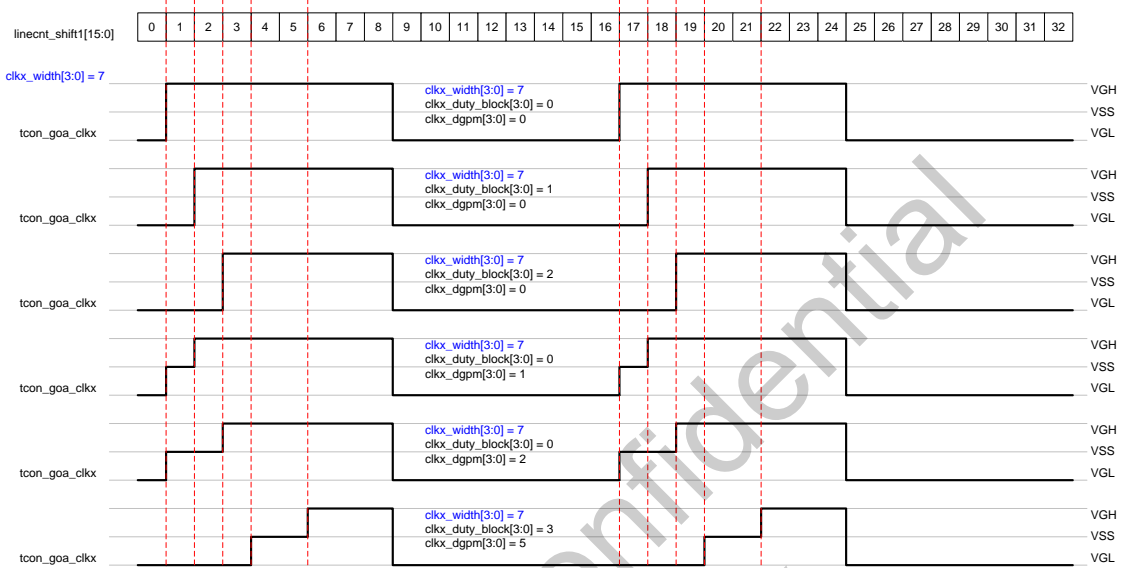 linecnt_shift1[15:0] 0 1 2 3 4 5 6 7 8 9 10 11 12 13 14 15 16 17 18 19 20 21 22 23 24 25 26 27 28 29 30 31 32
clkx_width[3:0] = 7
clkx_width[3:0] = 7 VGH
clkx_duty_block[3:0] = 0 VSS
clkx_dgpm[3:0] = 0
tcon_goa_clkx VGL
clkx_width[3:0] = 7 VGH
clkx_duty_block[3:0] = 1 VSS
clkx_dgpm[3:0] = 0
tcon_goa_clkx VGL
clkx_width[3:0] = 7 VGH
clkx_duty_block[3:0] = 2 VSS
clkx_dgpm[3:0] = 0
tcon_goa_clkx VGL
clkx_width[3:0] = 7 VGH
clkx_duty_block[3:0] = 0 VSS
clkx_dgpm[3:0] = 1
tcon_goa_clkx VGL
clkx_width[3:0] = 7 VGH
clkx_duty_block[3:0] = 0 VSS
clkx_dgpm[3:0] = 2
tcon_goa_clkx VGL
clkx_width[3:0] = 7 VGH
clkx_duty_block[3:0] = 3 VSS
clkx_dgpm[3:0] = 5
tcon_goa_clkx VGL
onfidential